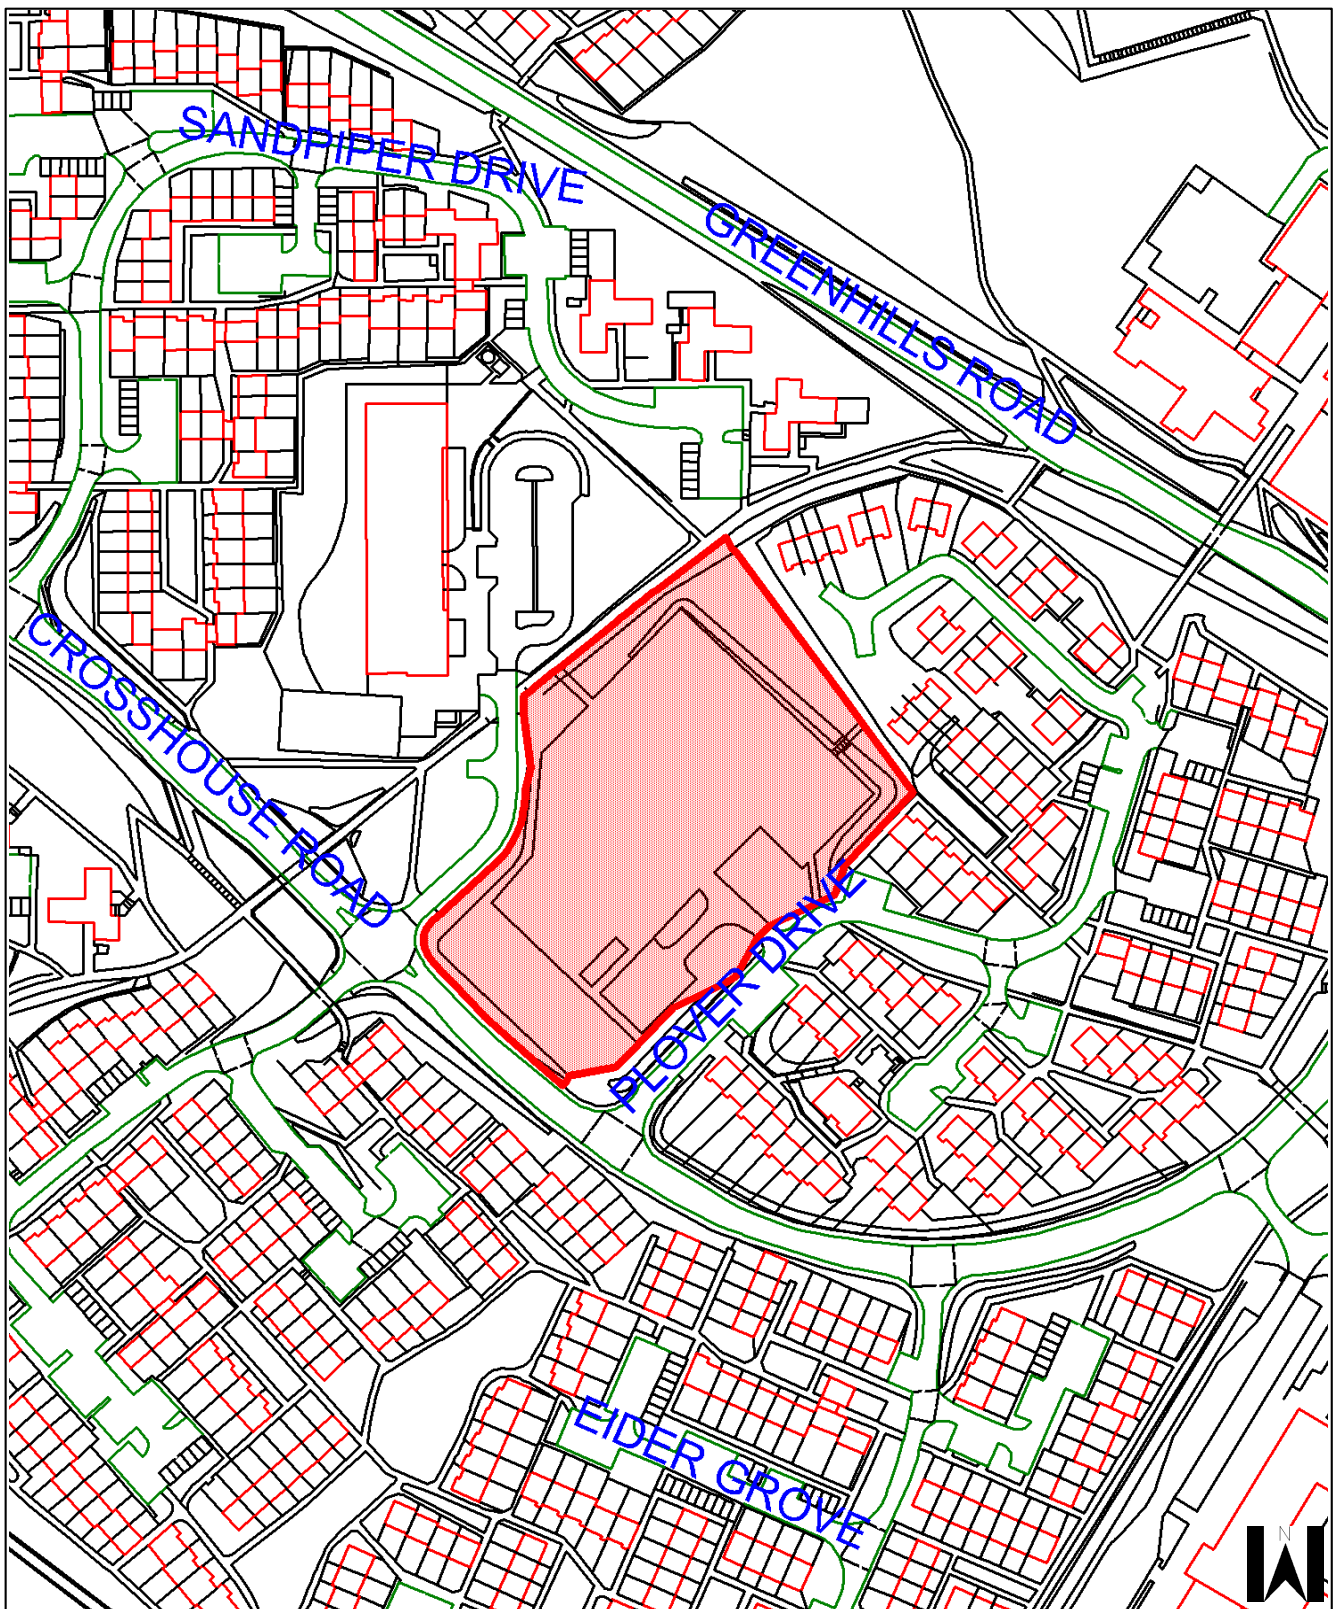 SANDPIPER DRIVE
GREENHILLS ROAD
CROSSHOUSE ROAD
PLOVER DRIVE
EIDER GROVE
N